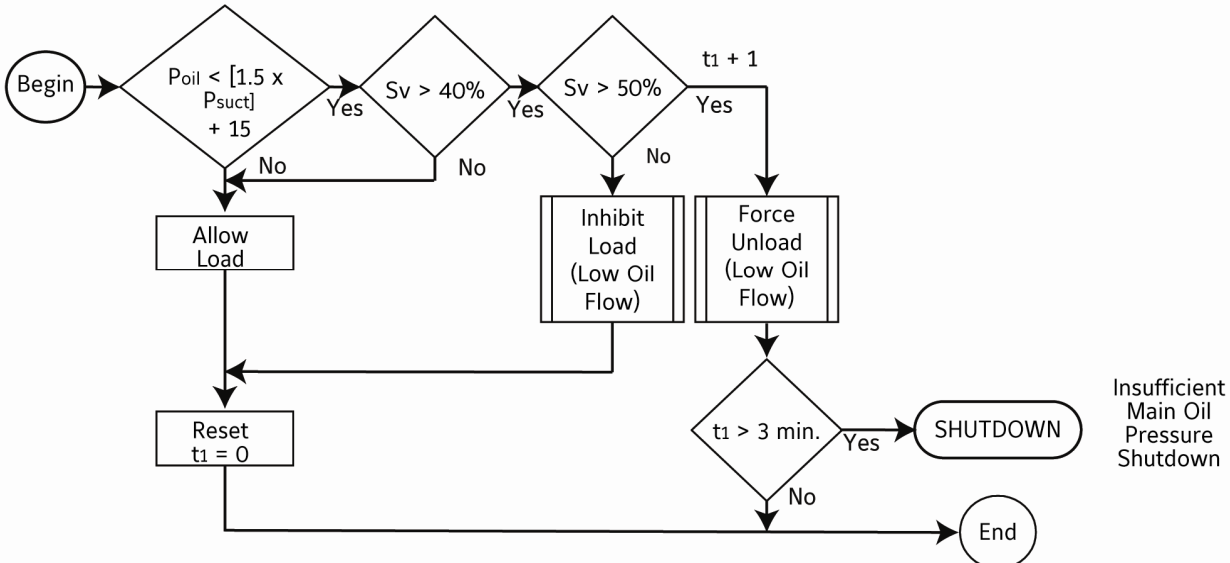 Begin
Poil < [1.5 x
Psuct]
+ 15
Yes
No
Sv > 40%
Yes
No
Sv > 50%
t1 + 1
Yes
No
Allow
Load
Inhibit
Load
(Low Oil
Flow)
Force
Unload
(Low Oil
Flow)
Reset
t1 = 0
t1 > 3 min.
Yes
No
SHUTDOWN
Insufficient
Main Oil
Pressure
Shutdown
End